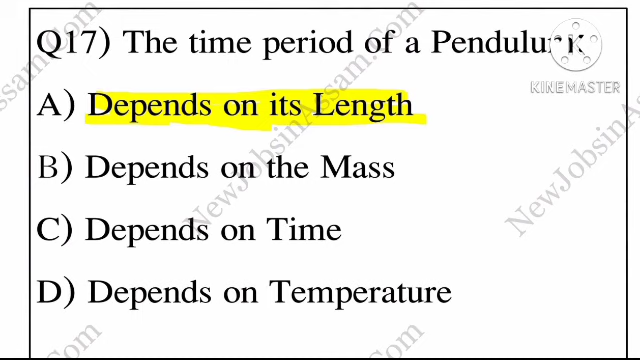 Q17) The time period of a Pendulum
KINEMASTER
A) Depends on its Length
B) Depends on the Mass
C) Depends on Time
D) Depends on Temperature
NewJobsinAssam.Com